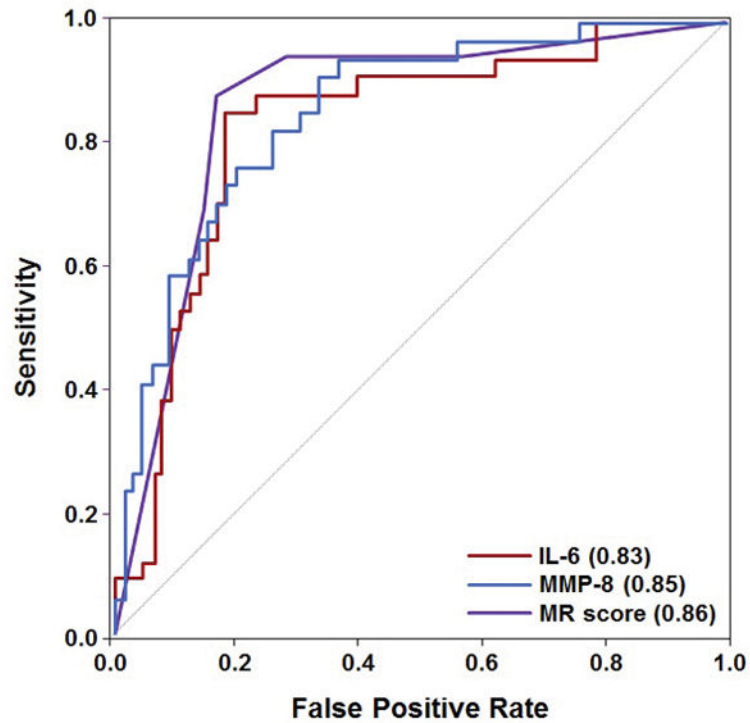 1.0
0.8
0.6
0.4
0.2
0.0
Sensitivity
IL-6 (0.83)
MMP-8 (0.85)
MR score (0.86)
0.0 0.2 0.4 0.6 0.8 1.0
False Positive Rate